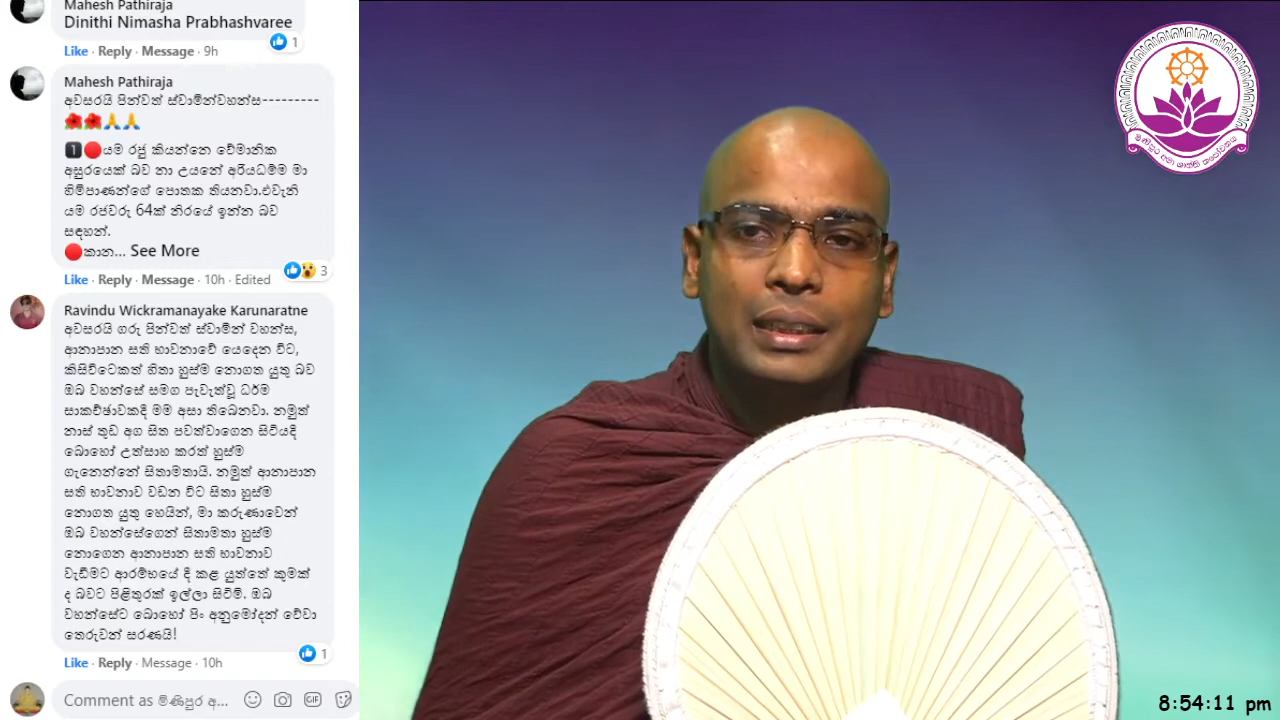 Mahesh Pathiraja
Dinithi Nimasha Prabhashvaree
Like · Reply · Message · 9h
1
Mahesh Pathiraja
අවසරයි පින්වත් ස්වාමින්වහන්ස---------
🌺🌺🙏🙏
1️⃣🔴යම රජු කියන්නෙ වේමානික
අසුරයෙක් බව නා උයනේ අරියධම්ම මා
හිමිපාණන්ගේ පොතක තියනවා.එවැනි
යම රජවරු 64ක් නිරයේ ඉන්න බව
සඳහන්.
🔴කාන... See More
Like · Reply · Message · 10h · Edited
3
Ravindu Wickramanayake Karunaratne
අවසරයි ගරු පින්වත් ස්වාමින් වහන්ස,
ආනාපාන සති භාවනාවේ යෙදෙන විට,
කිසිවිටෙකත් හිතා හුස්ම නොගත යුතු බව
ඔබ වහන්සේ සමග පැවැත්වූ ධර්ම
සාකච්ඡාවකදී මම අසා තිබෙනවා. නමුත්
නාස් තුඩ අග සිත පවත්වාගෙන සිටියදී
බොහෝ උත්සාහ කරත් හුස්ම
ගැනෙන්නේ සිතාමතායි. නමුත් ආනාපාන
සති භාවනාව වඩන විට සිතා හුස්ම
නොගත යුතු හෙයින්, මා කරුණාවෙන්
ඔබ වහන්සේගෙන් සිතාමතා හුස්ම
නොගෙන ආනාපාන සති භාවනාව
වැඩීමට ආරම්භයේ දී කළ යුත්තේ කුමක්
ද බවට පිළිතුරක් ඉල්ලා සිටිමි. ඔබ
වහන්සේට බොහෝ පිං අනුමෝදන් වේවා
තෙරුවන් සරණයි!
Like · Reply · Message · 10h
1
Comment as මිණිපුර අ...
GIF
8:54:11 pm